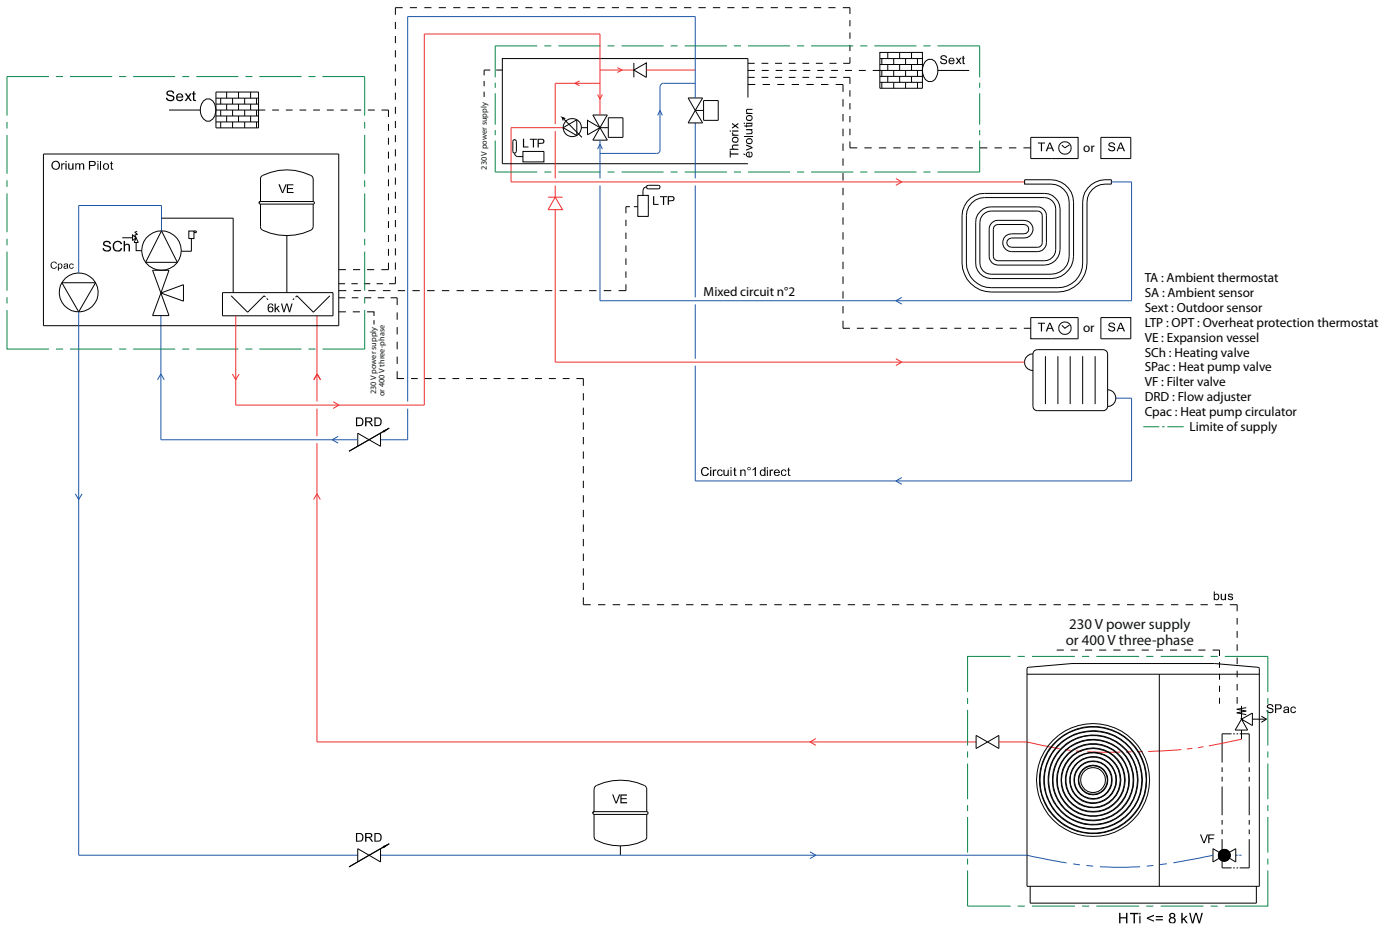 Sext
Orium Pilot
VE
SCh
Cpac
6kW
230 V power supply
or 400 V three-phase
DRD
230 V power supply
LTP
Thorix
évolution
Sext
LTP
TA or SA
Mixed circuit n°2
TA or SA
Circuit n°1 direct
TA : Ambient thermostat
SA : Ambient sensor
Sext : Outdoor sensor
LTP : OPT : Overheat protection thermostat
VE : Expansion vessel
SCh : Heating valve
SPac : Heat pump valve
VF : Filter valve
DRD : Flow adjuster
Cpac : Heat pump circulator
Limite of supply
bus
230 V power supply
or 400 V three-phase
SPac
VE
DRD
VF
HTi <= 8 kW